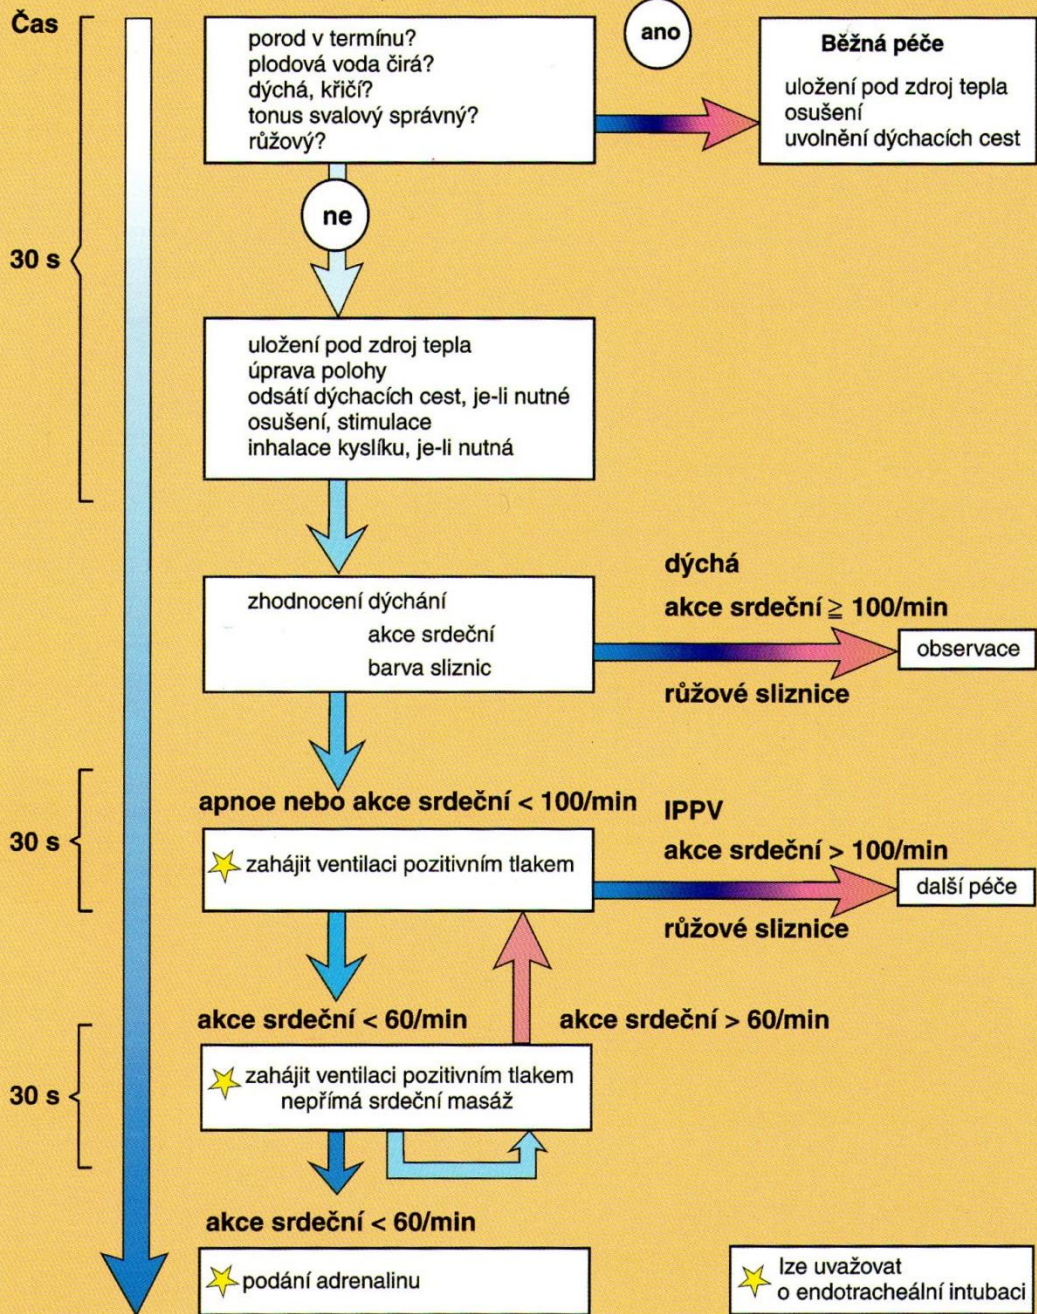 Čas
porod v termínu?
plodová voda čirá?
dýchá, křičí?
tonus svalový správný?
růžový?
ano
Běžná péče
uložení pod zdroj tepla
osušení
uvolnění dýchacích cest
ne
30 s
uložení pod zdroj tepla
úprava polohy
odsátí dýchacích cest, je-li nutné
osušení, stimulace
inhalace kyslíku, je-li nutná
zhodnocení dýchání
akce srdeční
barva sliznic
dýchá
akce srdeční ≧ 100/min
růžové sliznice
observace
apnoe nebo akce srdeční < 100/min
30 s
zahájit ventilaci pozitivním tlakem
IPPV
akce srdeční > 100/min
růžové sliznice
další péče
akce srdeční < 60/min
akce srdeční > 60/min
30 s
zahájit ventilaci pozitivním tlakem
nepřímá srdeční masáž
akce srdeční < 60/min
podání adrenalinu
lze uvažovat
o endotracheální intubaci